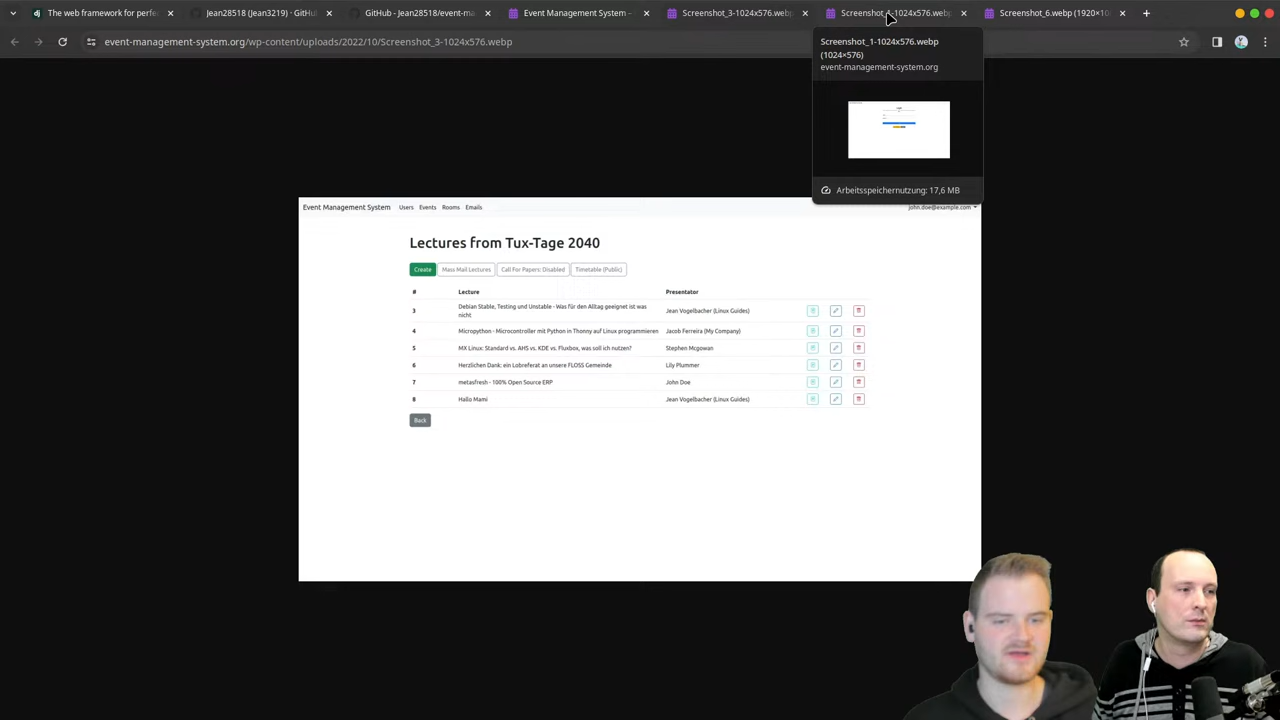 The web framework for perfe
Jean28518 (Jean3219) · GitHu
GitHub - Jean28518/event-ma
Event Management System -
Screenshot_3-1024x576.webp
Screenshot_1-1024x576.webp
Screenshot_6.webp (1920×10
event-management-system.org/wp-content/uploads/2022/10/Screenshot_3-1024x576.webp
Screenshot_1-1024x576.webp
(1024×576)
event-management-system.org
Arbeitsspeichernutzung: 17,6 MB
Event Management System Users Events Rooms Emails john.doe@example.com
Lectures from Tux-Tage 2040
Create Mass Mail Lectures Call For Papers: Disabled Timetable (Public)
# Lecture Presentator
3 Debian Stable, Testing und Unstable - Was für den Alltag geeignet ist was
nicht Jean Vogelbacher (Linux Guides)
4 Micropython - Microcontroller mit Python in Thonny auf Linux programmieren Jacob Ferreira (My Company)
5 MX Linux: Standard vs. AHS vs. KDE vs. Fluxbox, was soll ich nutzen? Stephen Mcgowan
6 Herzlichen Dank: ein Lobreferat an unsere FLOSS Gemeinde Lily Plummer
7 metasfresh - 100% Open Source ERP John Doe
8 Hallo Mami Jean Vogelbacher (Linux Guides)
Back